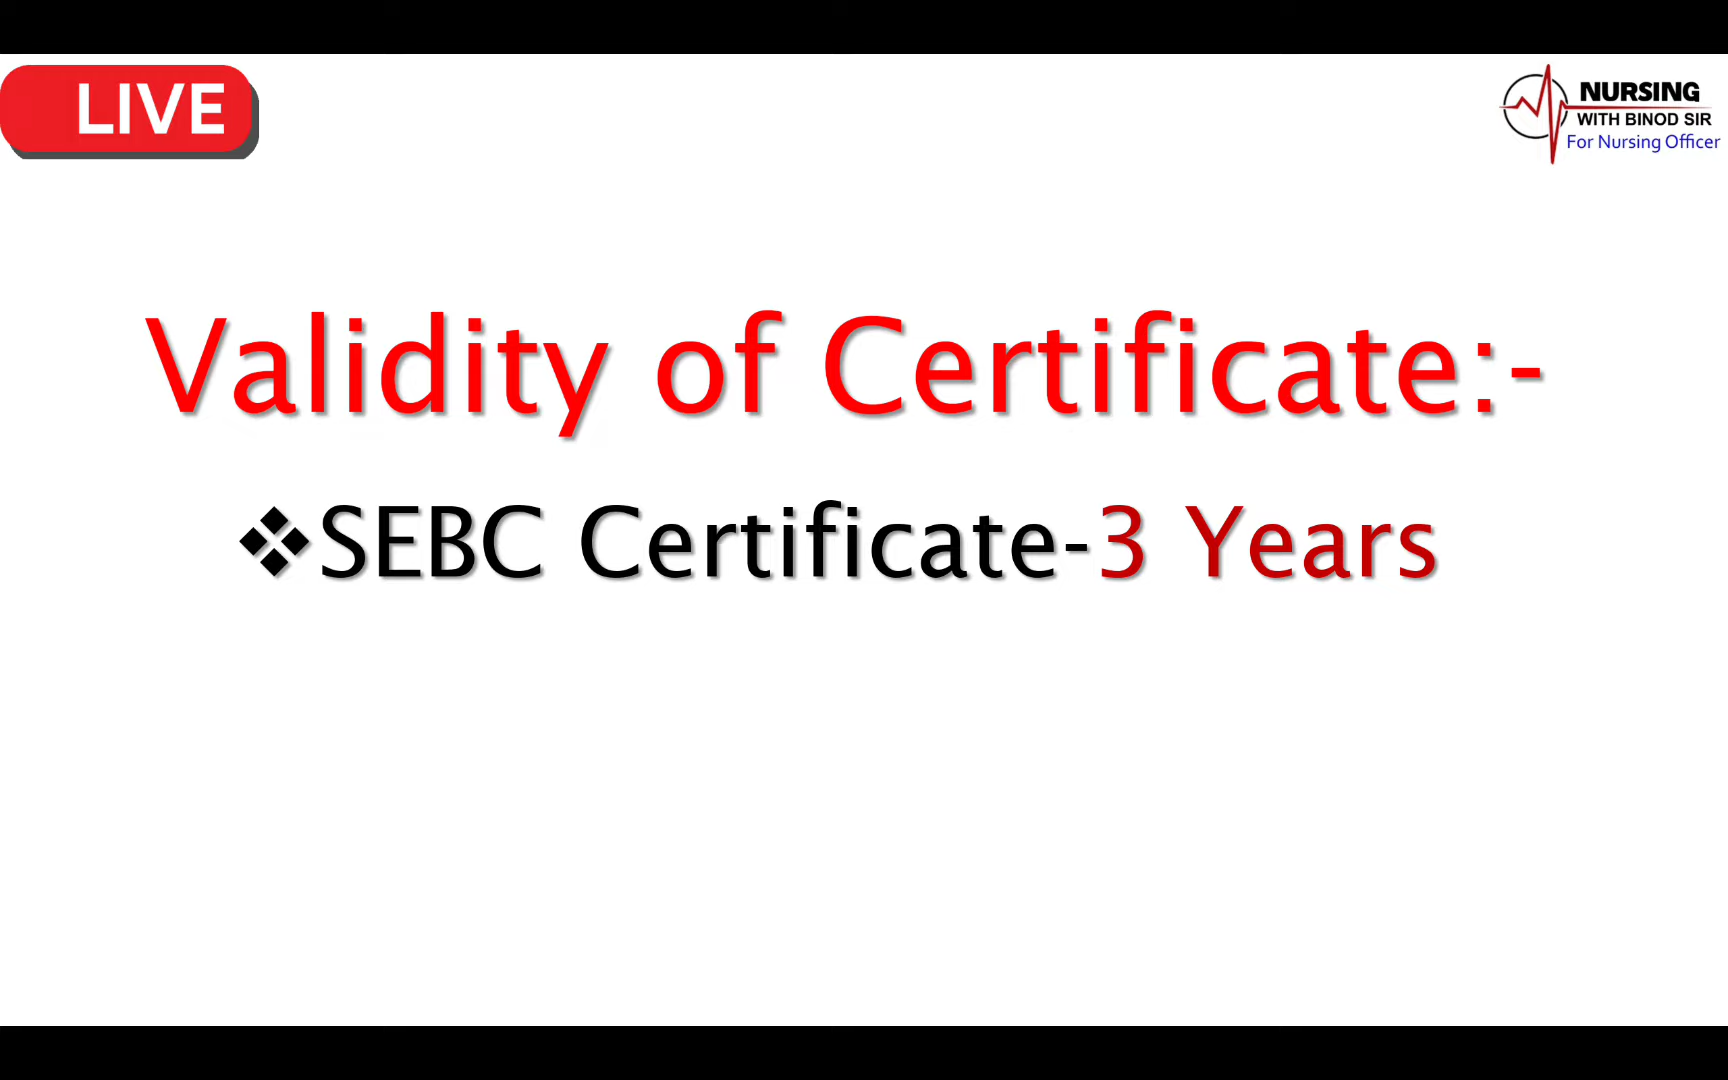 LIVE
NURSING
WITH BINOD SIR
For Nursing Officer
Validity of Certificate:-
❖SEBC Certificate-3 Years